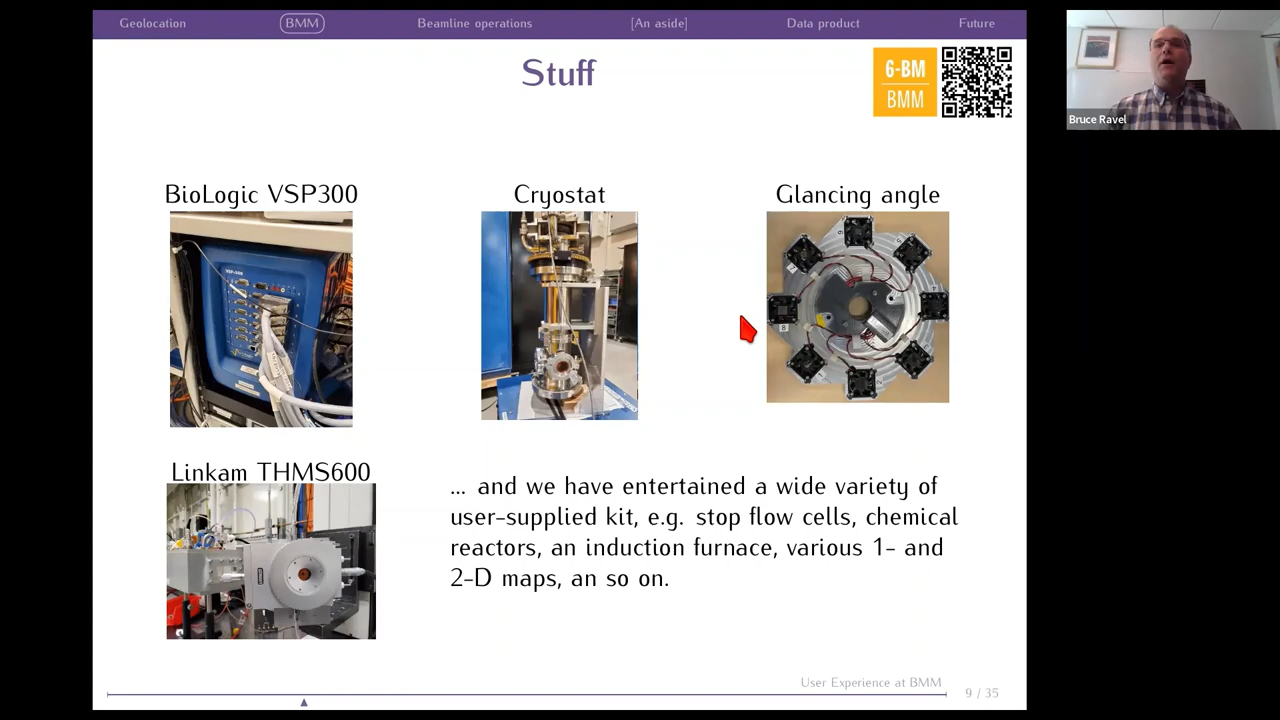 Geolocation BMM Beamline operations [An aside] Data product Future
Stuff
6-BM
BMM
Bruce Ravel
BioLogic VSP300
Cryostat
Glancing angle
VSP-300
Linkam THMS600
... and we have entertained a wide variety of
user-supplied kit, e.g. stop flow cells, chemical
reactors, an induction furnace, various 1- and
2-D maps, an so on.
User Experience at BMM
9 / 35